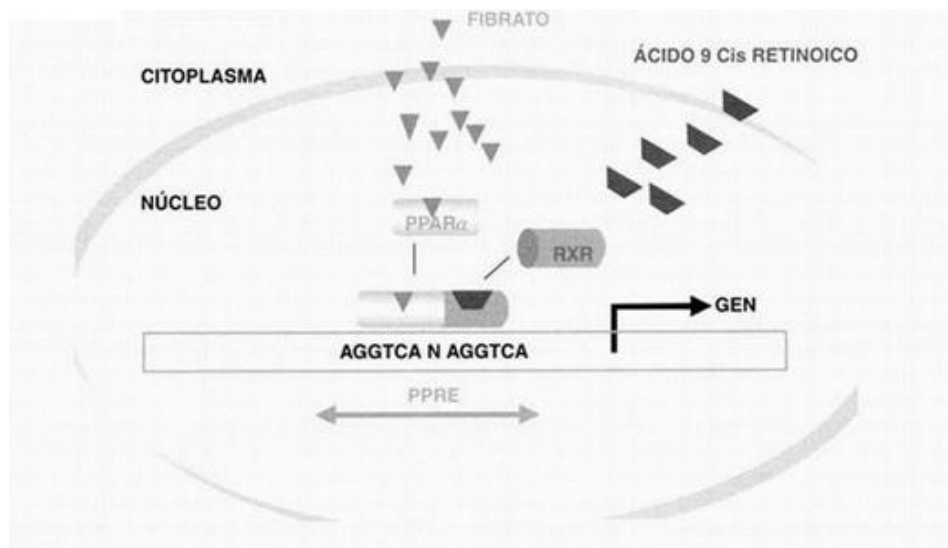 FIBRATO
ÁCIDO 9 Cis RETINOICO
CITOPLASMA
NÚCLEO
PPARα
RXR
GEN
AGGTCA N AGGTCA
PPRE